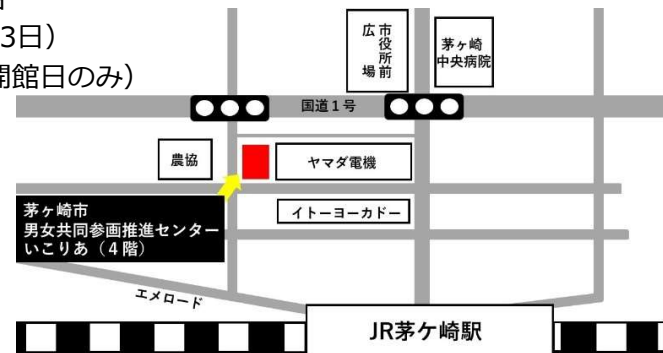 3日）
開館日のみ）
市役所前
広場
茅ヶ崎
中央病院
国道１号
農協
ヤマダ電機
茅ヶ崎市
男女共同参画推進センター
いこりあ（４階）
イトーヨーカドー
エメロード
JR茅ケ崎駅